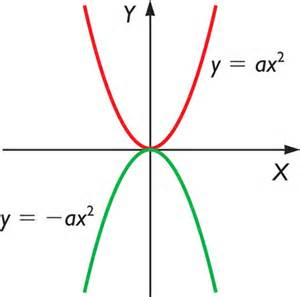 Y
y = ax²
X
y = −ax²